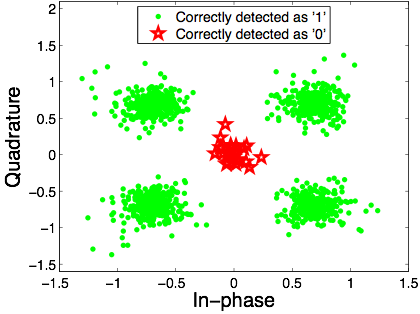 2
Correctly detected as '1'
Correctly detected as '0'
1.5
1
0.5
0
−0.5
−1
−1.5
Quadrature
−1.5 −1 −0.5 0 0.5 1 1.5
In−phase